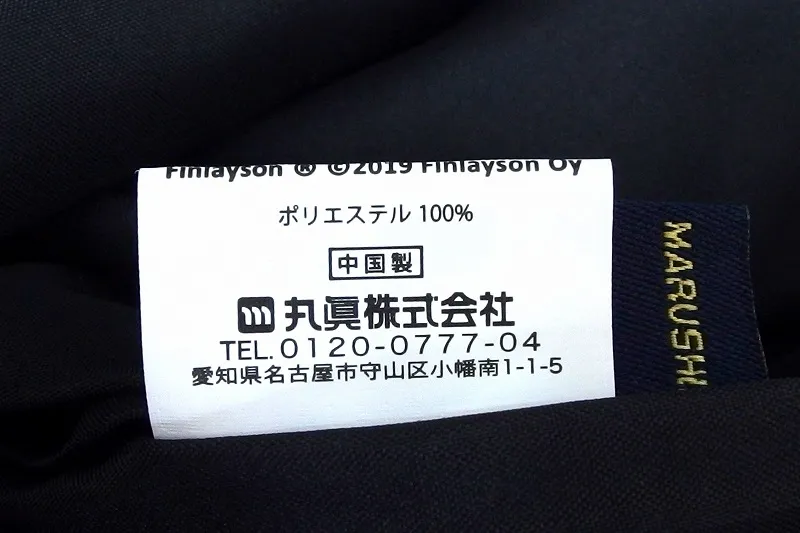 Finlayson ® ©2019 Finlayson Oy
ポリエステル 100%
中国製
丸眞株式会社
TEL.0120-0777-04
愛知県名古屋市守山区小幡南1-1-5